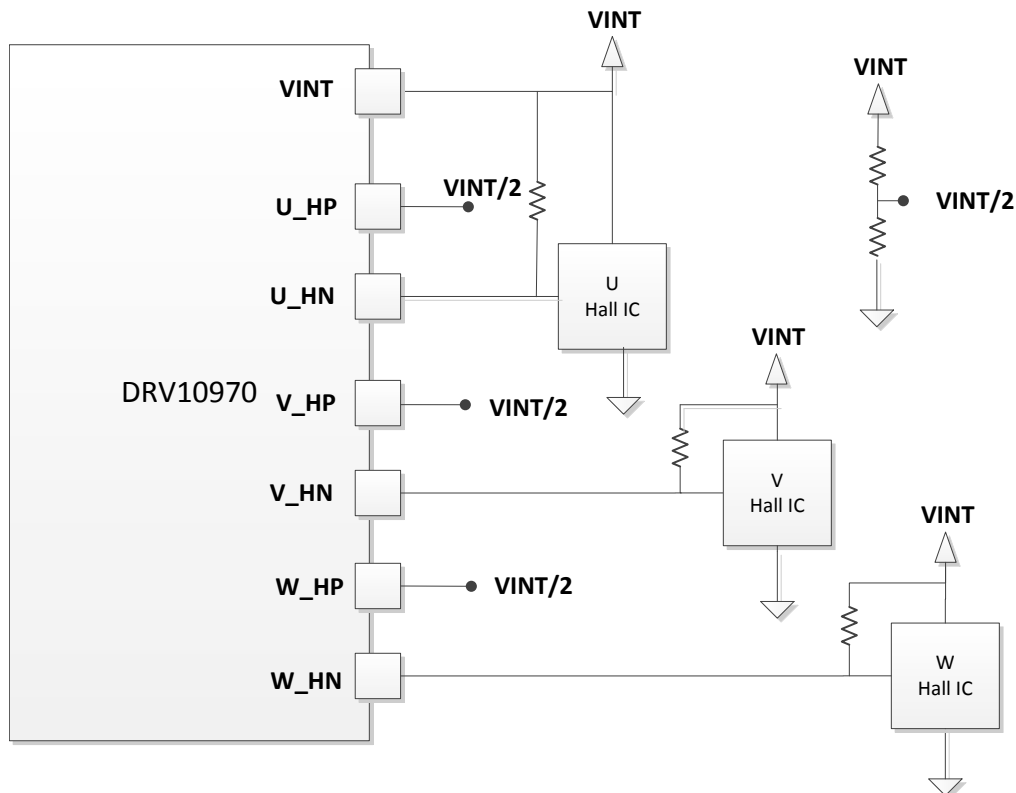 VINT
VINT
VINT
VINT/2
U_HP
VINT/2
U_HN
U
Hall IC
VINT
DRV10970
V_HP
VINT/2
V_HN
V
Hall IC
VINT
W_HP
VINT/2
W_HN
W
Hall IC